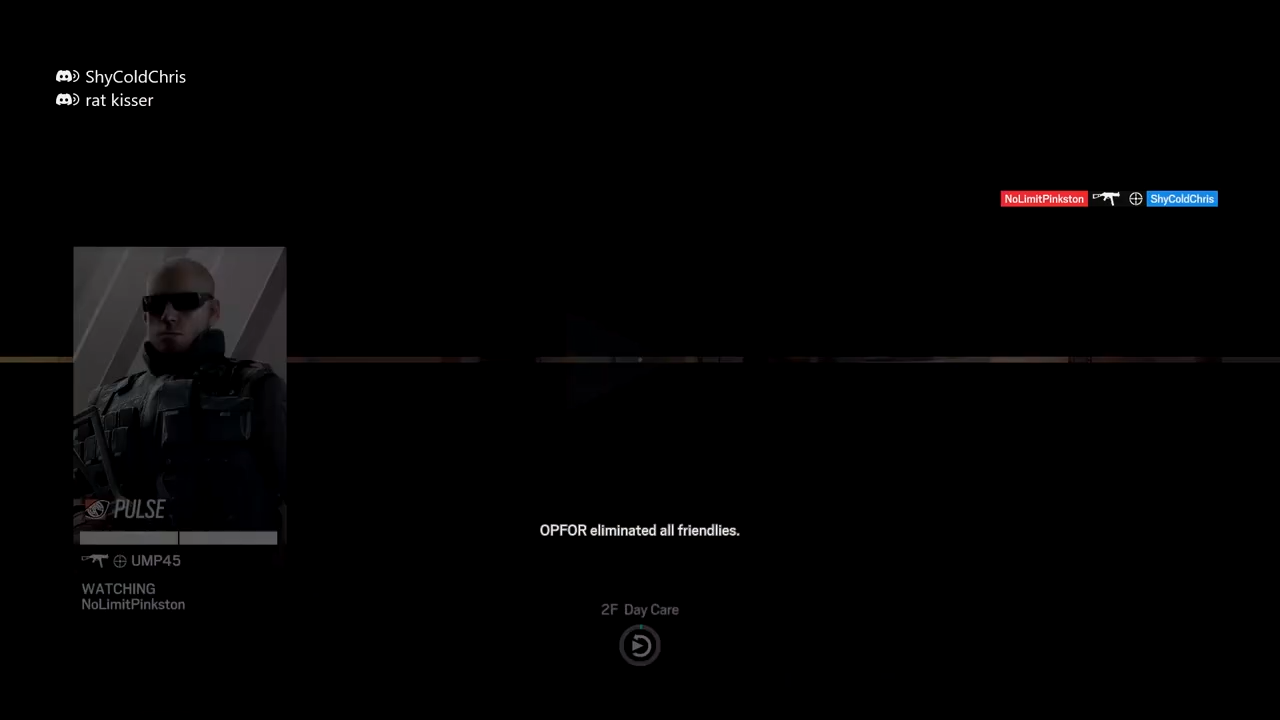 ShyColdChris
rat kisser
NoLimitPinkston ShyColdChris
PULSE
UMP45
WATCHING
NoLimitPinkston
OPFOR eliminated all friendlies.
2F Day Care